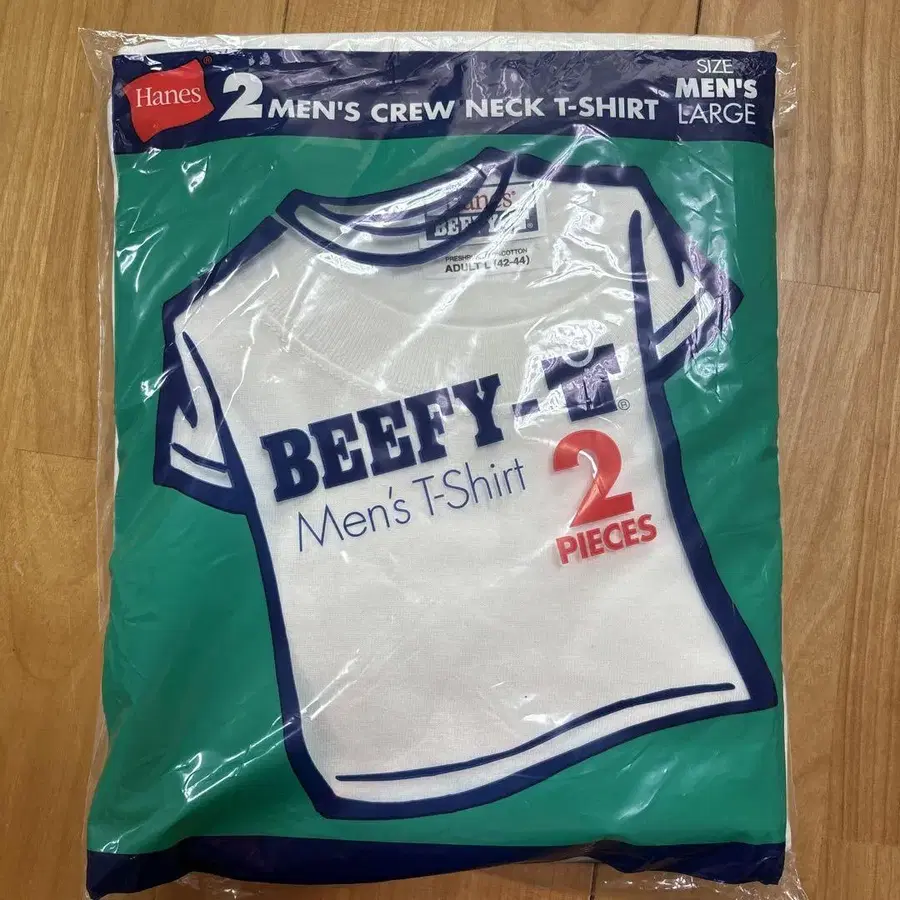 Hanes®
2 MEN'S CREW NECK T-SHIRT
SIZE
MEN'S
LARGE
ADULT L (42-44)
BEEFY-T®
Men's T-Shirt
2
PIECES